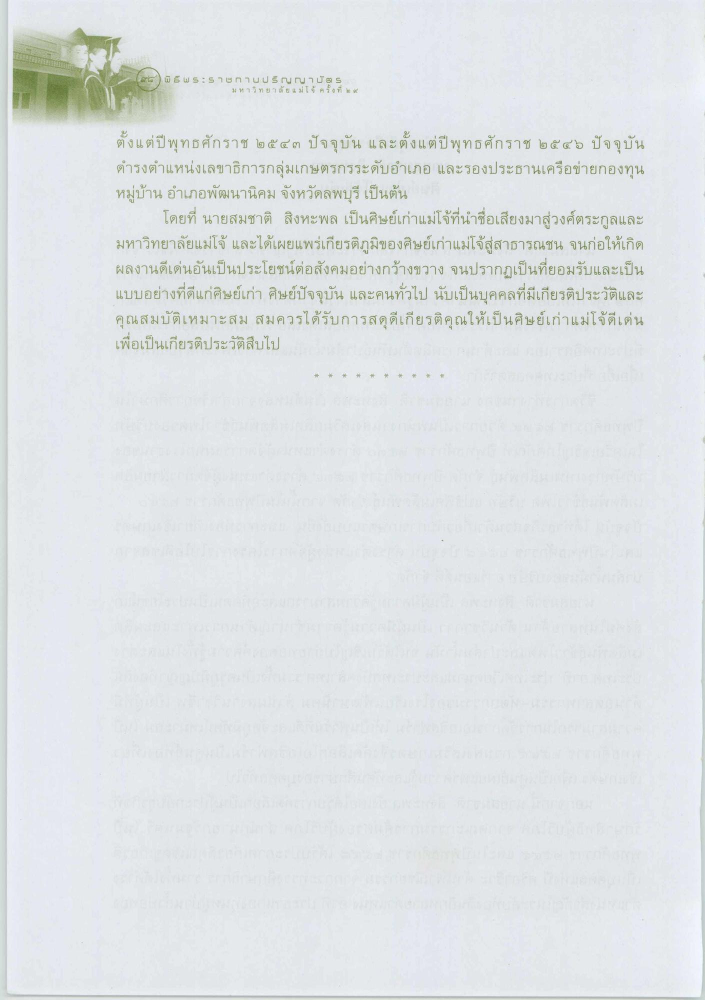 ๙๘ พิธีพระราชทานปริญญาบัตร
มหาวิทยาลัยแม่โจ้ ครั้งที่ ๒๙
ตั้งแต่ปีพุทธศักราช ๒๕๔๓ ปัจจุบัน และตั้งแต่ปีพุทธศักราช ๒๕๔๖ ปัจจุบัน
ดำรงตำแหน่งเลขาธิการกลุ่มเกษตรกรระดับอำเภอ และรองประธานเครือข่ายกองทุน
หมู่บ้าน อำเภอพัฒนานิคม จังหวัดลพบุรี เป็นต้น
โดยที่ นายสมชาติ สิงหะพล เป็นศิษย์เก่าแม่โจ้ที่นำชื่อเสียงมาสู่วงศ์ตระกูลและ
มหาวิทยาลัยแม่โจ้ และได้เผยแพร่เกียรติภูมิของศิษย์เก่าแม่โจ้สู่สาธารณชน จนก่อให้เกิด
ผลงานดีเด่นอันเป็นประโยชน์ต่อสังคมอย่างกว้างขวาง จนปรากฏเป็นที่ยอมรับและเป็น
แบบอย่างที่ดีแก่ศิษย์เก่า ศิษย์ปัจจุบัน และคนทั่วไป นับเป็นบุคคลที่มีเกียรติประวัติและ
คุณสมบัติเหมาะสม สมควรได้รับการสดุดีเกียรติคุณให้เป็นศิษย์เก่าแม่โจ้ดีเด่น
เพื่อเป็นเกียรติประวัติสืบไป
* * * * * * * * * *